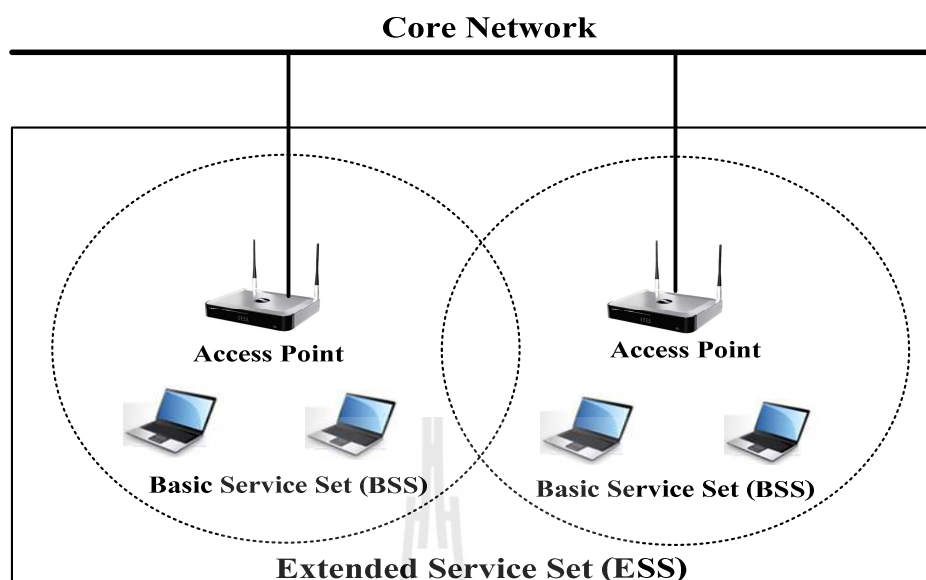 Core Network
Access Point
Access Point
Basic Service Set (BSS)
Basic Service Set (BSS)
Extended Service Set (ESS)